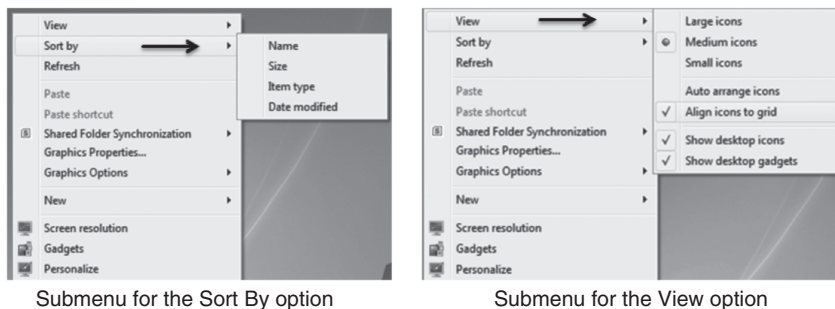 View
Sort by
Refresh
Paste
Paste shortcut
Shared Folder Synchronization
Graphics Properties...
Graphics Options
New
Screen resolution
Gadgets
Personalize
Name
Size
Item type
Date modified
Submenu for the Sort By option
View
Sort by
Refresh
Paste
Paste shortcut
Shared Folder Synchronization
Graphics Properties...
Graphics Options
New
Screen resolution
Gadgets
Personalize
Large icons
Medium icons
Small icons
Auto arrange icons
Align icons to grid
Show desktop icons
Show desktop gadgets
Submenu for the View option